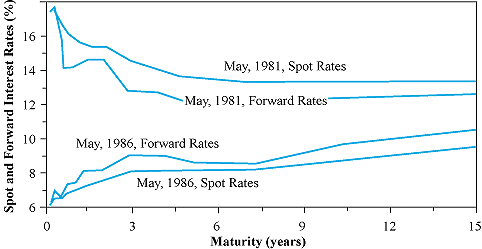 Spot and Forward Interest Rates (%)
18
16
14
12
10
8
6
May, 1981, Spot Rates
May, 1981, Forward Rates
May, 1986, Forward Rates
May, 1986, Spot Rates
0 3 6 9 12 15
Maturity (years)